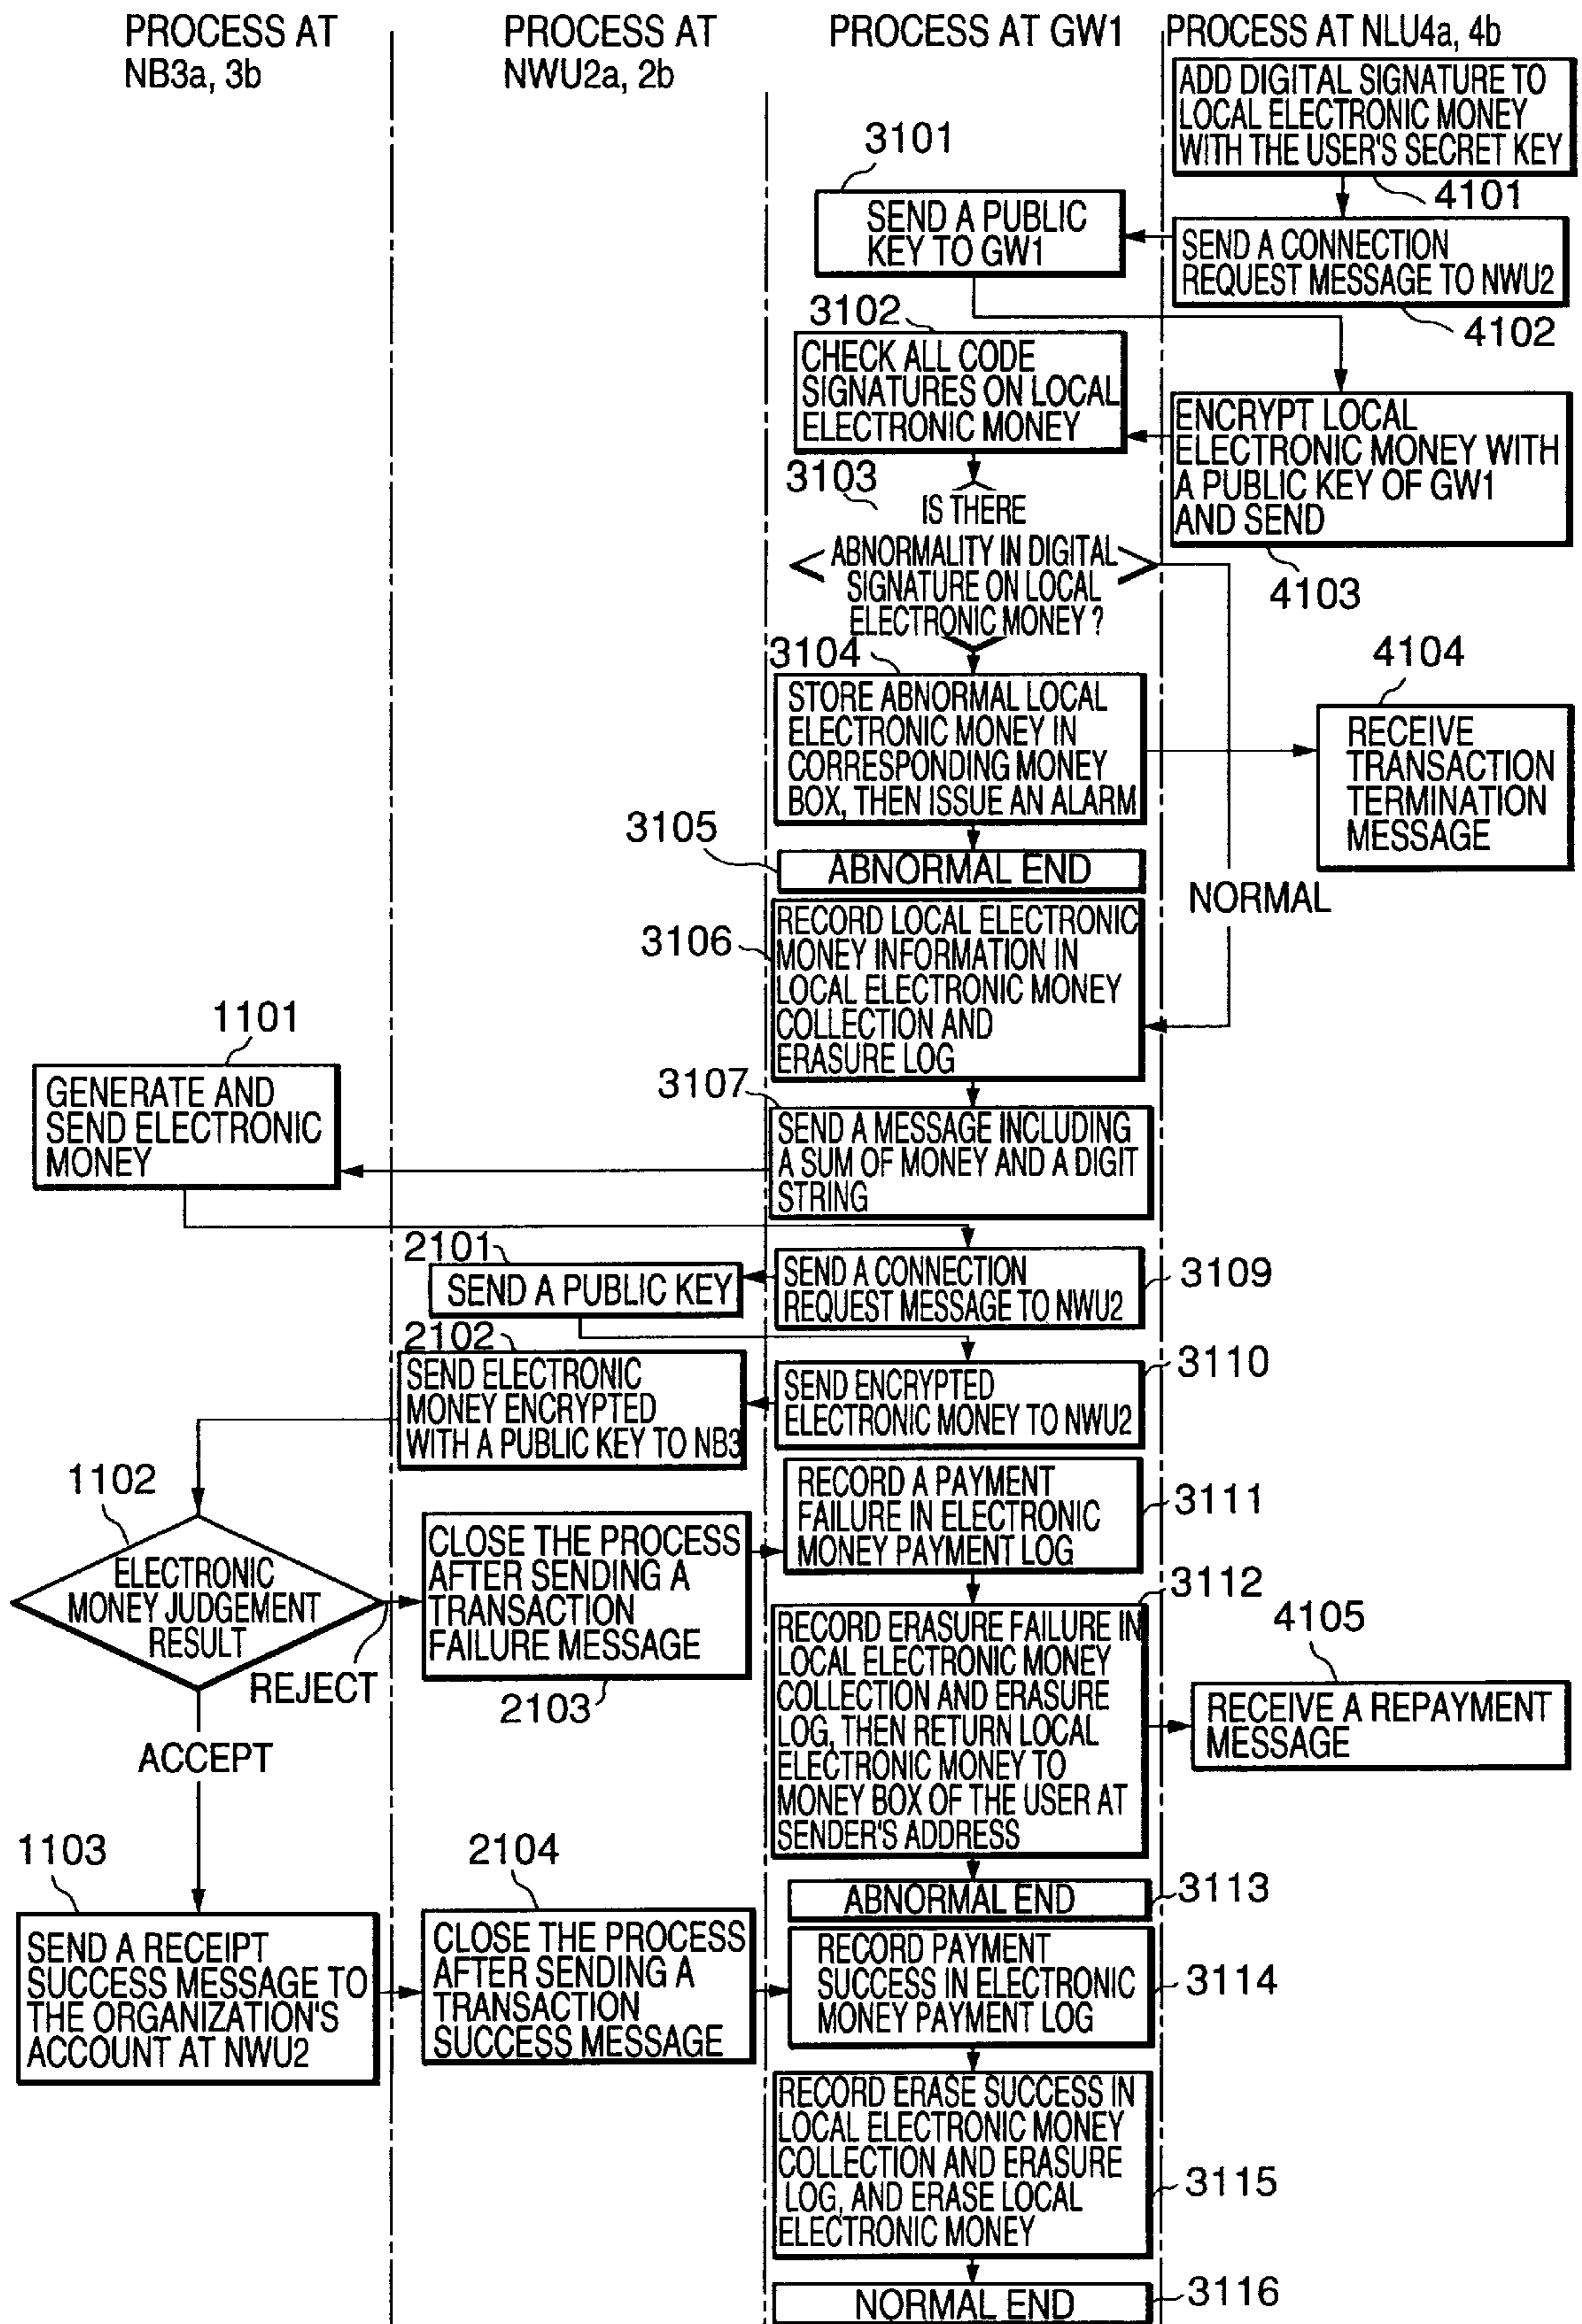 PROCESS AT
NB3a, 3b
PROCESS AT
NWU2a, 2b
PROCESS AT GW1
PROCESS AT NLU4a, 4b
ADD DIGITAL SIGNATURE TO
LOCAL ELECTRONIC MONEY
WITH THE USER'S SECRET KEY
4101
3101
SEND A PUBLIC
KEY TO GW1
SEND A CONNECTION
REQUEST MESSAGE TO NWU2
4102
3102
CHECK ALL CODE
SIGNATURES ON LOCAL
ELECTRONIC MONEY
ENCRYPT LOCAL
ELECTRONIC MONEY WITH
A PUBLIC KEY OF GW1
AND SEND
4103
3103
IS THERE
ABNORMALITY IN DIGITAL
SIGNATURE ON LOCAL
ELECTRONIC MONEY ?
3104
STORE ABNORMAL LOCAL
ELECTRONIC MONEY IN
CORRESPONDING MONEY
BOX, THEN ISSUE AN ALARM
4104
RECEIVE
TRANSACTION
TERMINATION
MESSAGE
3105
ABNORMAL END
NORMAL
3106
RECORD LOCAL ELECTRONIC
MONEY INFORMATION IN
LOCAL ELECTRONIC MONEY
COLLECTION AND
ERASURE LOG
1101
GENERATE AND
SEND ELECTRONIC
MONEY
3107
SEND A MESSAGE INCLUDING
A SUM OF MONEY AND A DIGIT
STRING
2101
SEND A PUBLIC KEY
SEND A CONNECTION
REQUEST MESSAGE TO NWU2
3109
2102
SEND ELECTRONIC
MONEY ENCRYPTED
WITH A PUBLIC KEY TO NB3
SEND ENCRYPTED
ELECTRONIC MONEY TO NWU2
3110
1102
ELECTRONIC
MONEY JUDGEMENT
RESULT
REJECT
ACCEPT
CLOSE THE PROCESS
AFTER SENDING A
TRANSACTION
FAILURE MESSAGE
2103
RECORD A PAYMENT
FAILURE IN ELECTRONIC
MONEY PAYMENT LOG
3111
3112
RECORD ERASURE FAILURE IN
LOCAL ELECTRONIC MONEY
COLLECTION AND ERASURE
LOG, THEN RETURN LOCAL
ELECTRONIC MONEY TO
MONEY BOX OF THE USER AT
SENDER'S ADDRESS
4105
RECEIVE A REPAYMENT
MESSAGE
ABNORMAL END
3113
1103
SEND A RECEIPT
SUCCESS MESSAGE TO
THE ORGANIZATION'S
ACCOUNT AT NWU2
2104
CLOSE THE PROCESS
AFTER SENDING A
TRANSACTION
SUCCESS MESSAGE
RECORD PAYMENT
SUCCESS IN ELECTRONIC
MONEY PAYMENT LOG
3114
RECORD ERASE SUCCESS IN
LOCAL ELECTRONIC MONEY
COLLECTION AND ERASURE
LOG, AND ERASE LOCAL
ELECTRONIC MONEY
3115
NORMAL END
3116